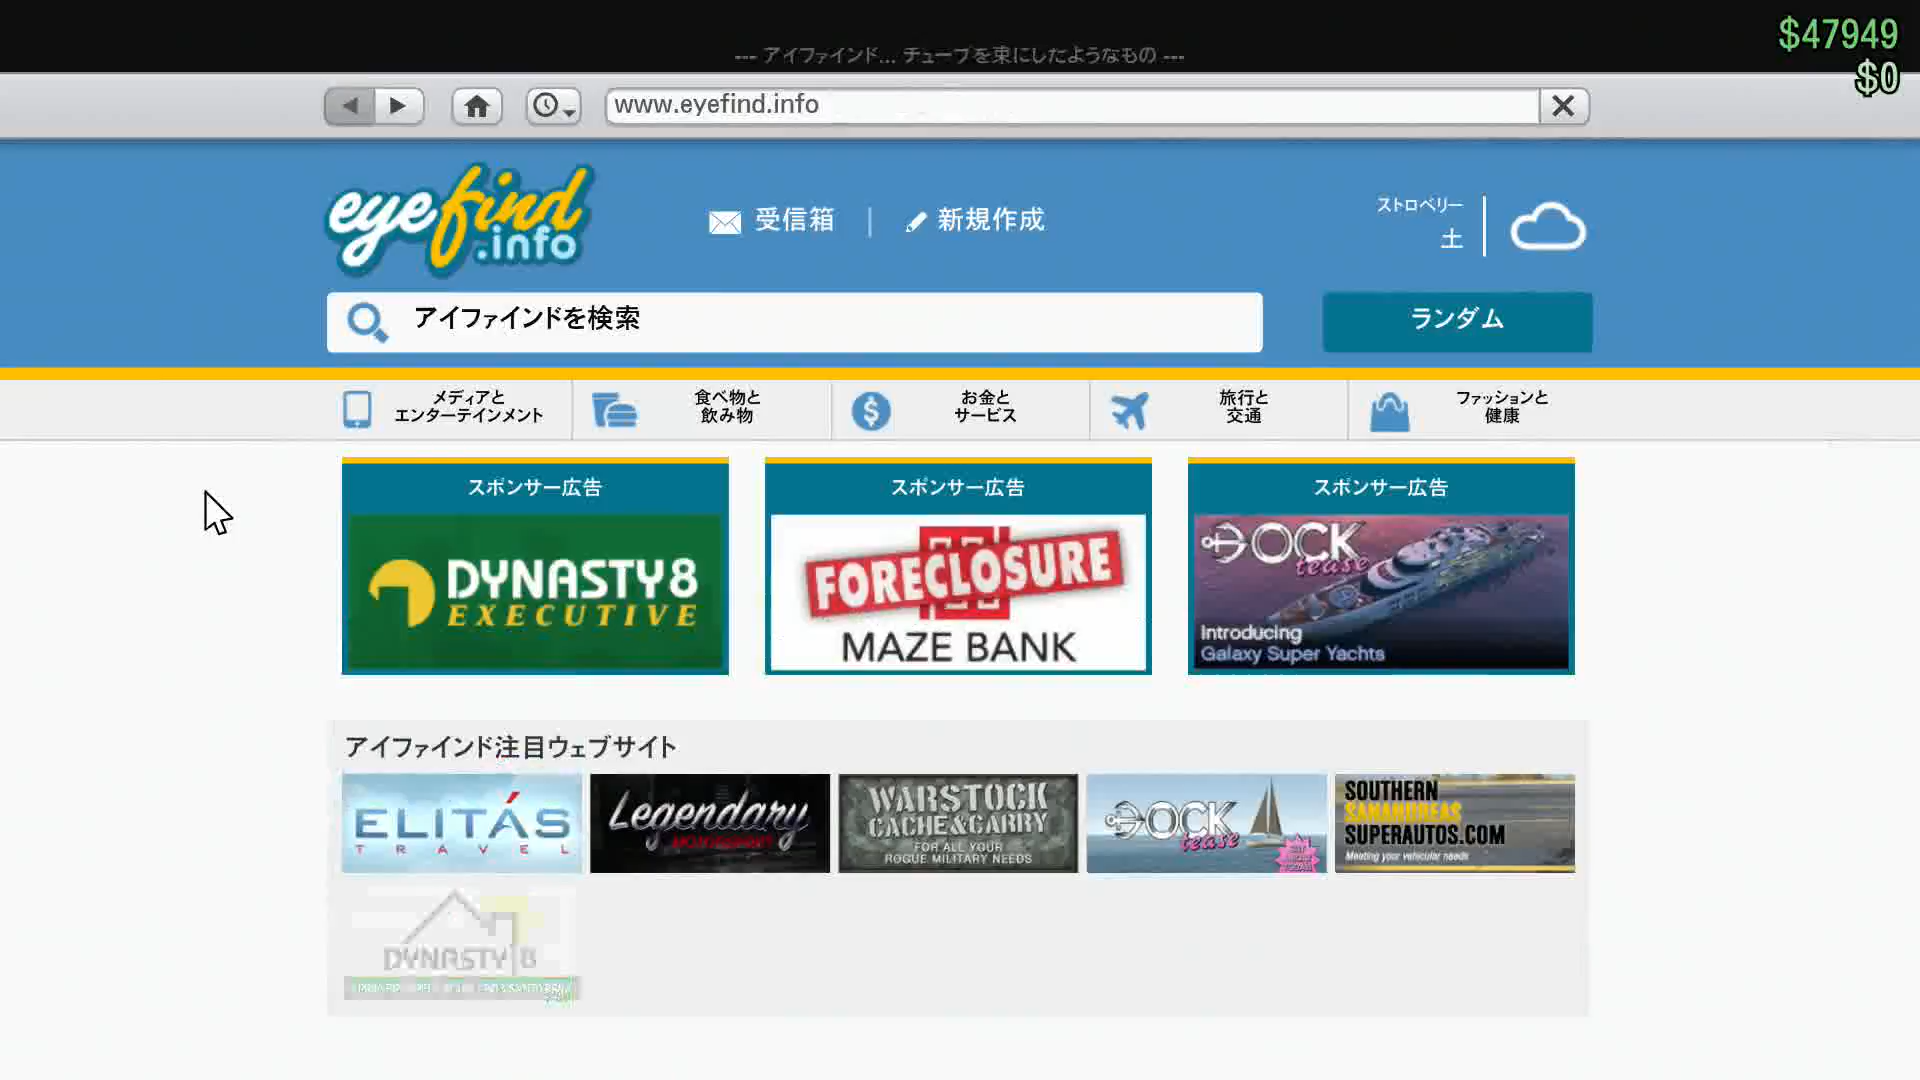 $47949
--- アイファインド... チューブを束にしたようなもの ---
$0
www.eyefind.info
eyefind.info
受信箱
新規作成
ストロベリー
土
アイファインドを検索
ランダム
メディアと
エンターテインメント
食べ物と
飲み物
お金と
サービス
旅行と
交通
ファッションと
健康
スポンサー広告
DYNASTY8
EXECUTIVE
スポンサー広告
FORECLOSURE
MAZE BANK
スポンサー広告
DOCK
tease
Introducing
Galaxy Super Yachts
アイファインド注目ウェブサイト
ELITÁS
TRAVEL
Legendary
MOTORSPORT
WARSTOCK
CACHE&CARRY
FOR ALL YOUR
ROGUE MILITARY NEEDS
DOCK
tease
SOUTHERN
SANANDREAS
SUPERAUTOS.COM
Meeting your vehicular needs
DYNASTY 8